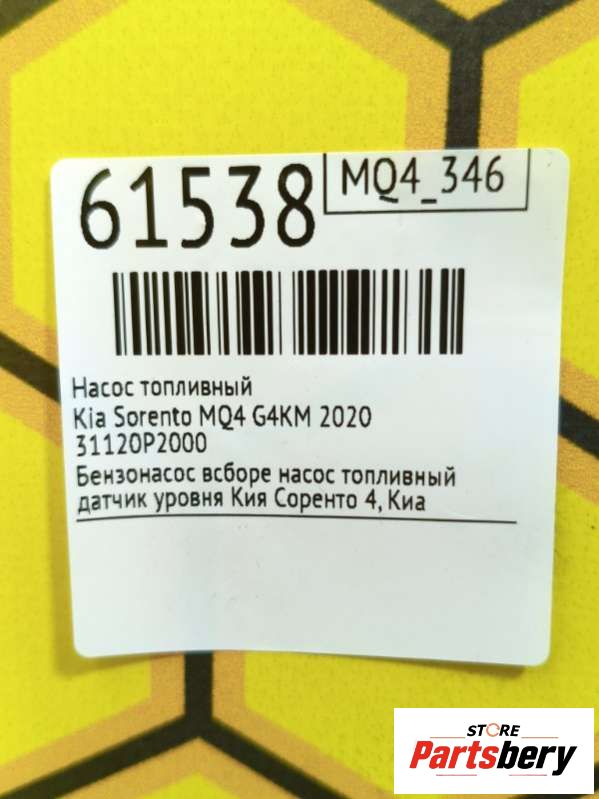 61538
MQ4_346
Насос топливный
Kia Sorento MQ4 G4KM 2020
31120P2000
Бензонасос всборе насос топливный
датчик уровня Кия Соренто 4, Киа
STORE
Partsbery